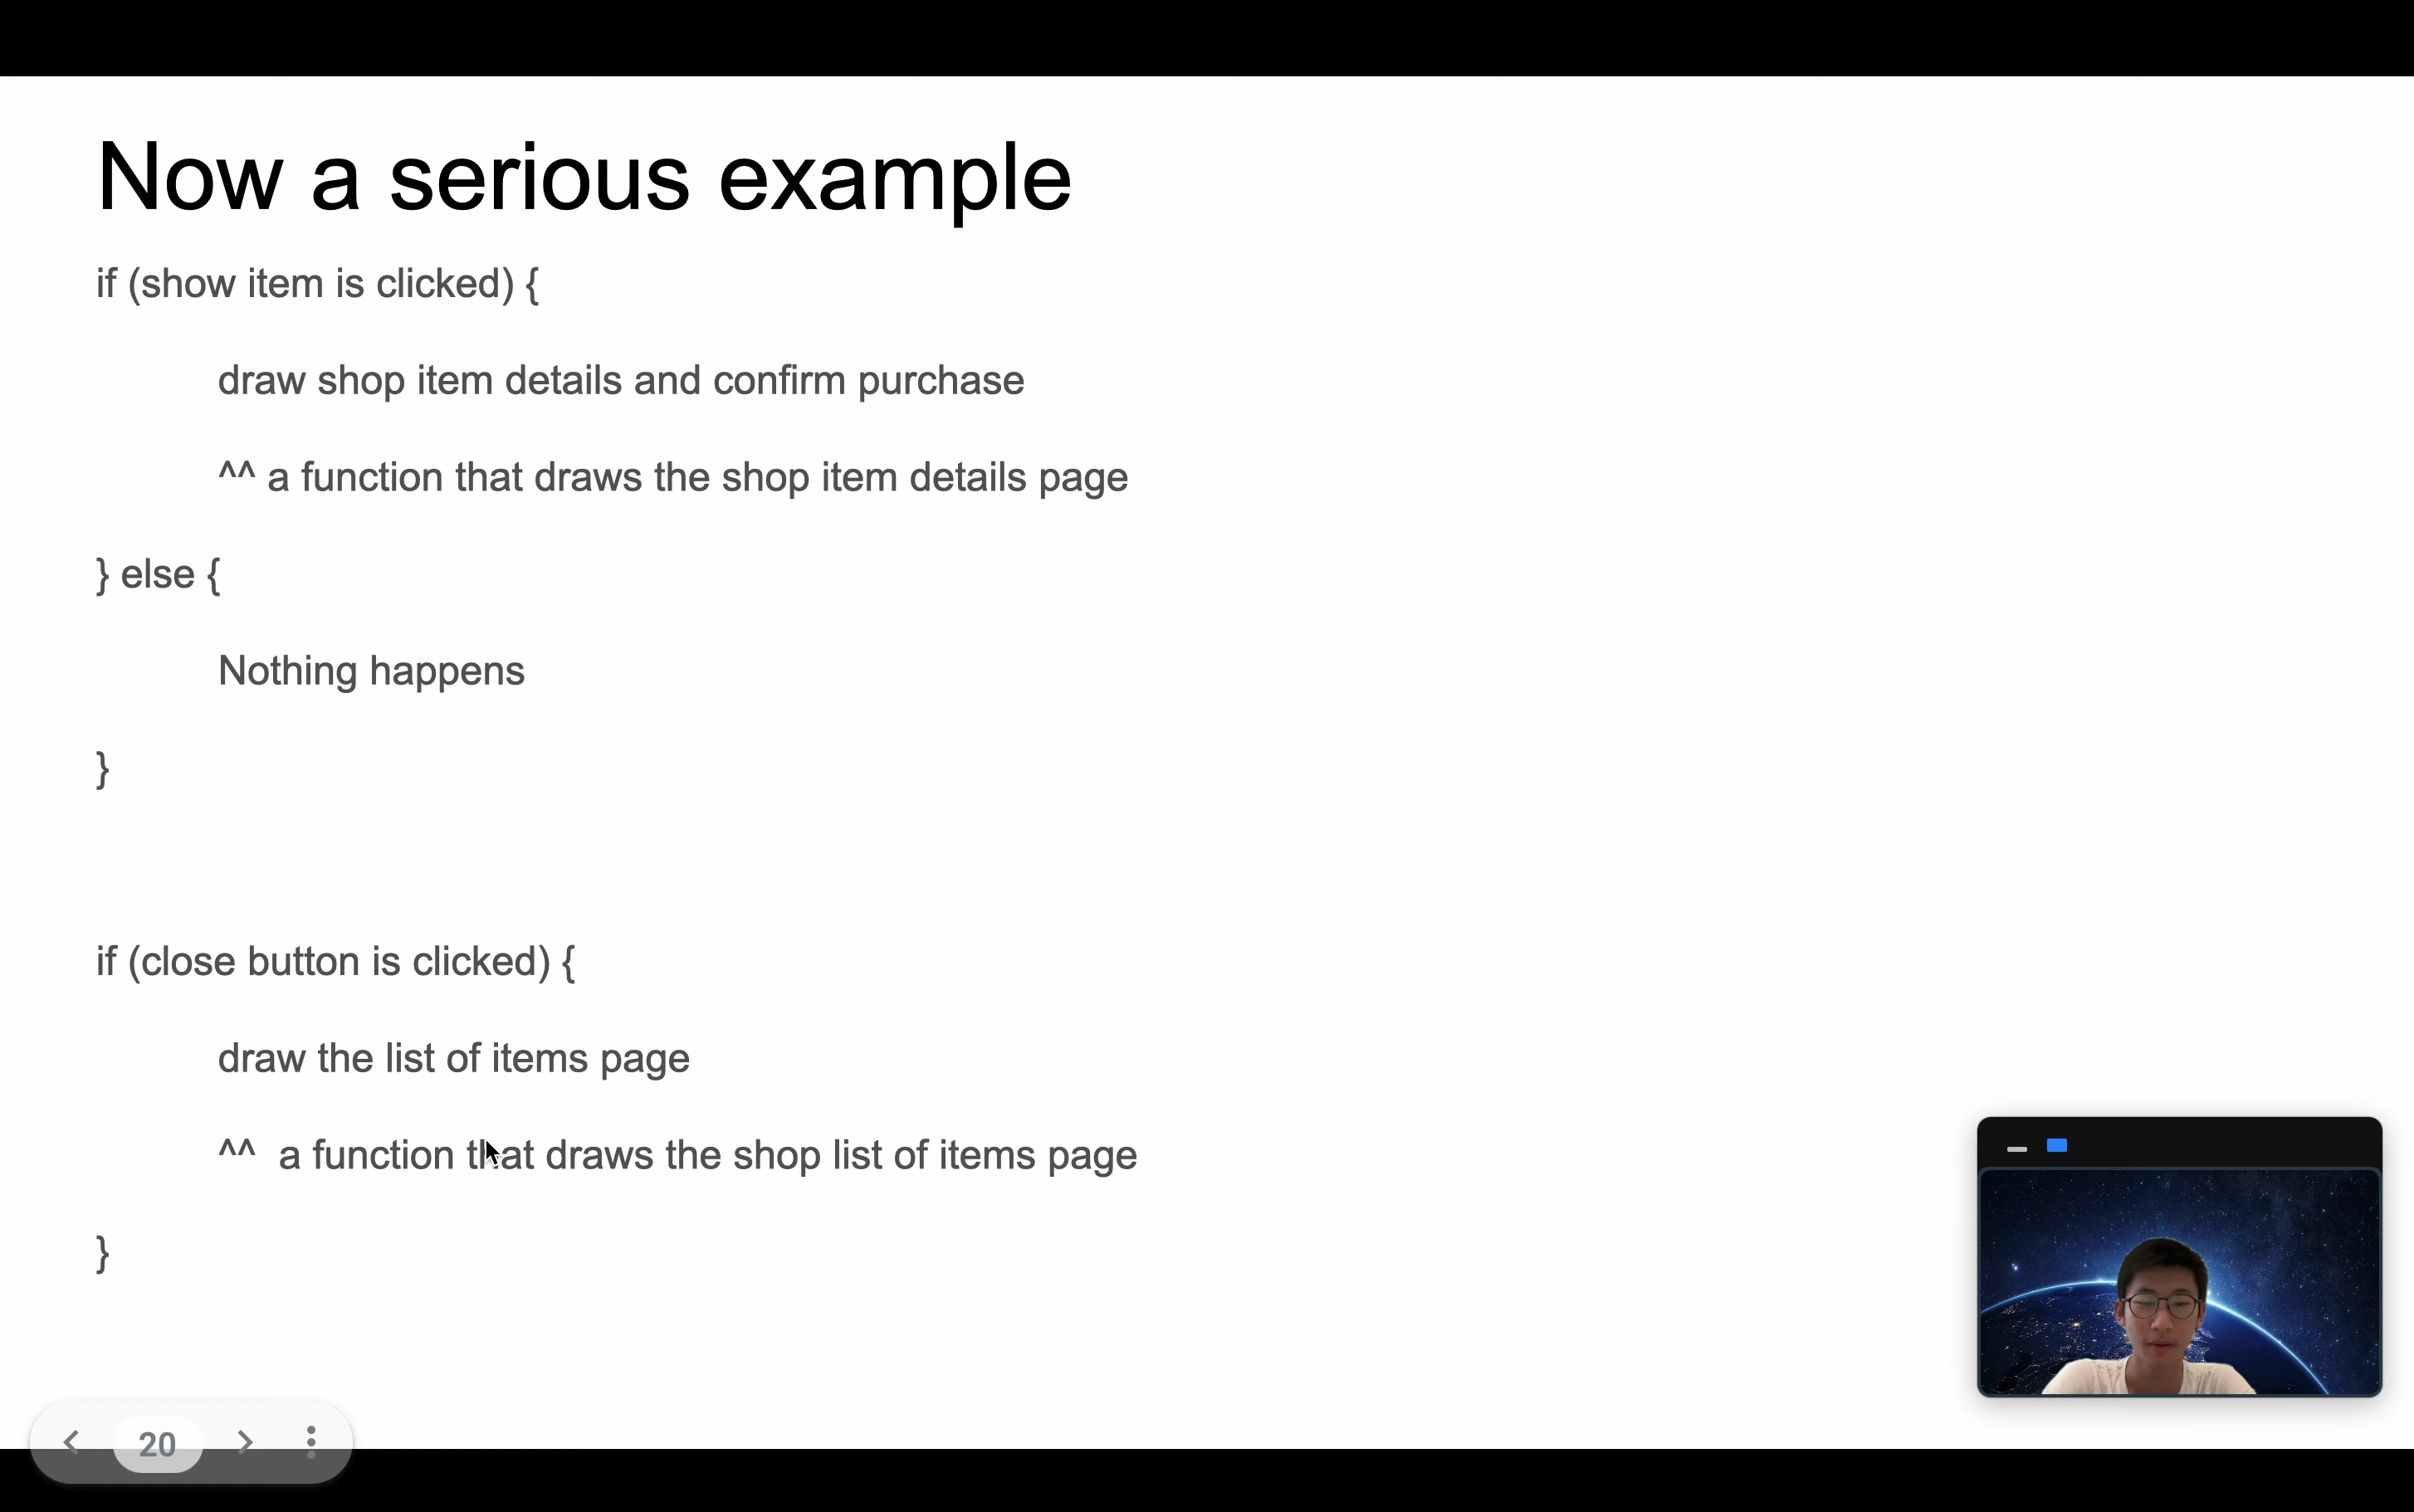 Now a serious example
if (show item is clicked) {
draw shop item details and confirm purchase
^^ a function that draws the shop item details page
} else {
Nothing happens
}
if (close button is clicked) {
draw the list of items page
^^ a function that draws the shop list of items page
}
20